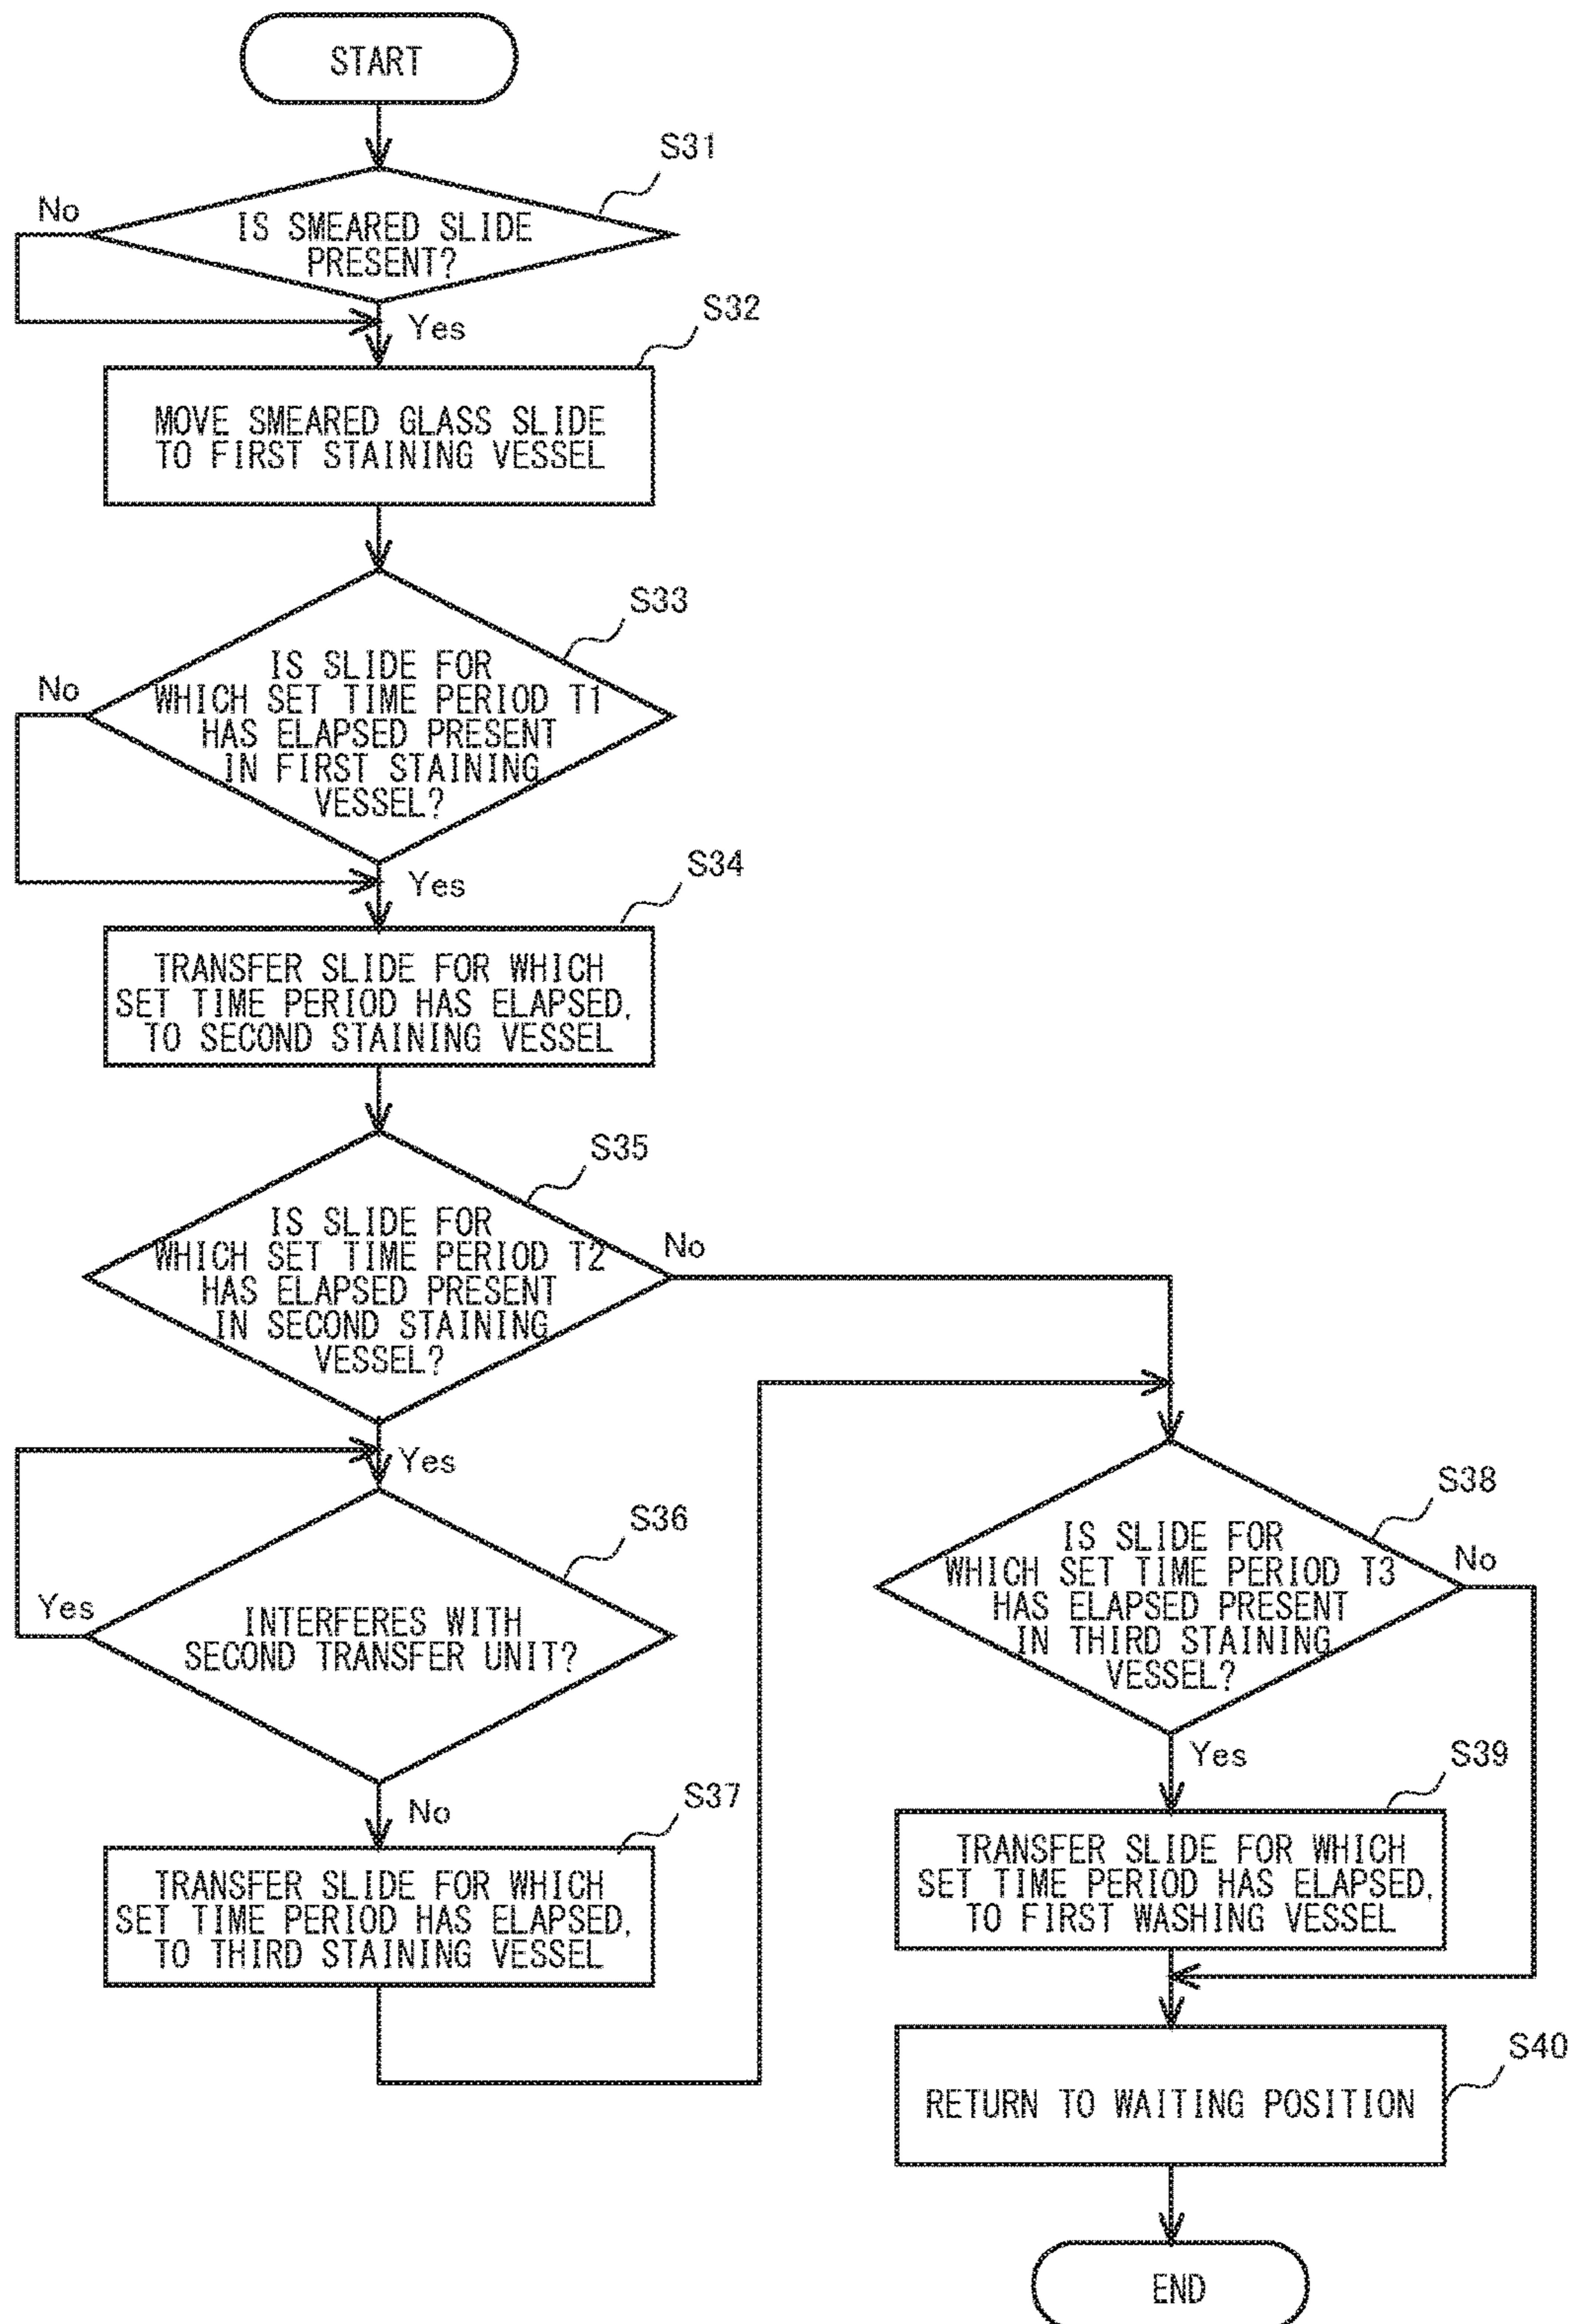 START
S31
No
IS SMEARED SLIDE
PRESENT?
Yes
S32
MOVE SMEARED GLASS SLIDE
TO FIRST STAINING VESSEL
S33
No
IS SLIDE FOR
WHICH SET TIME PERIOD T1
HAS ELAPSED PRESENT
IN FIRST STAINING
VESSEL?
Yes
S34
TRANSFER SLIDE FOR WHICH
SET TIME PERIOD HAS ELAPSED,
TO SECOND STAINING VESSEL
S35
IS SLIDE FOR
WHICH SET TIME PERIOD T2
HAS ELAPSED PRESENT
IN SECOND STAINING
VESSEL?
No
Yes
S36
Yes
INTERFERES WITH
SECOND TRANSFER UNIT?
No
S37
TRANSFER SLIDE FOR WHICH
SET TIME PERIOD HAS ELAPSED,
TO THIRD STAINING VESSEL
S38
IS SLIDE FOR
WHICH SET TIME PERIOD T3
HAS ELAPSED PRESENT
IN THIRD STAINING
VESSEL?
No
Yes
S39
TRANSFER SLIDE FOR WHICH
SET TIME PERIOD HAS ELAPSED,
TO FIRST WASHING VESSEL
S40
RETURN TO WAITING POSITION
END